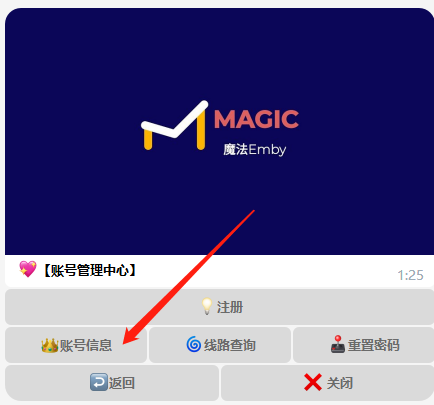 MAGIC
魔法Emby
💖【账号管理中心】
1:25
💡注册
👑账号信息
🌀线路查询
🕹️重置密码
↩️返回
❌关闭